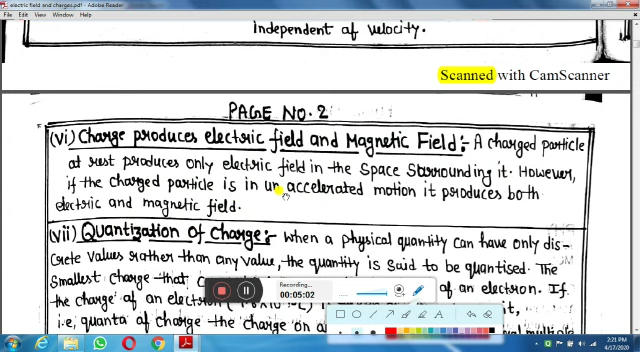 electric field and charges.pdf - Adobe Reader
File Edit View Window Help
Independent of velocity.
Scanned with CamScanner
PAGE NO. 2
(vi) Charge produces electric field and Magnetic Field:- A charged particle
at rest produces only electric field in the Space Surrounding it. However,
if the charged particle is in un accelerated motion it produces both
electric and magnetic field.
(vii) Quantization of Charge:- When a physical quantity can have only dis-
crete values rather than any value, the quantity is said to be quantised. The
Smallest charge that of an electron. If
Recording...
00:05:02
the charge of an electron
i.e, quanta of charge the charge on
2:21 PM
4/17/2020